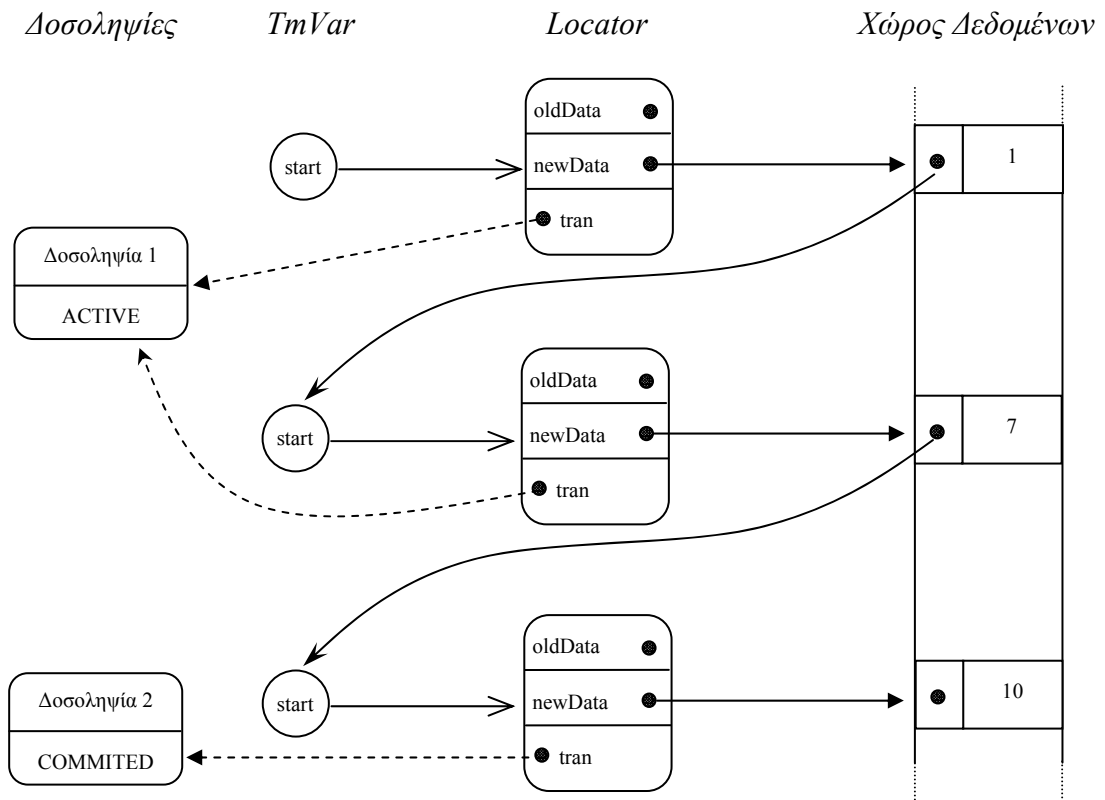 Δοσοληψίες TmVar Locator Χώρος Δεδομένων
oldData
start newData 1
tran
Δοσοληψία 1
ACTIVE
oldData
start newData 7
tran
oldData
start newData 10
Δοσοληψία 2
COMMITED
tran